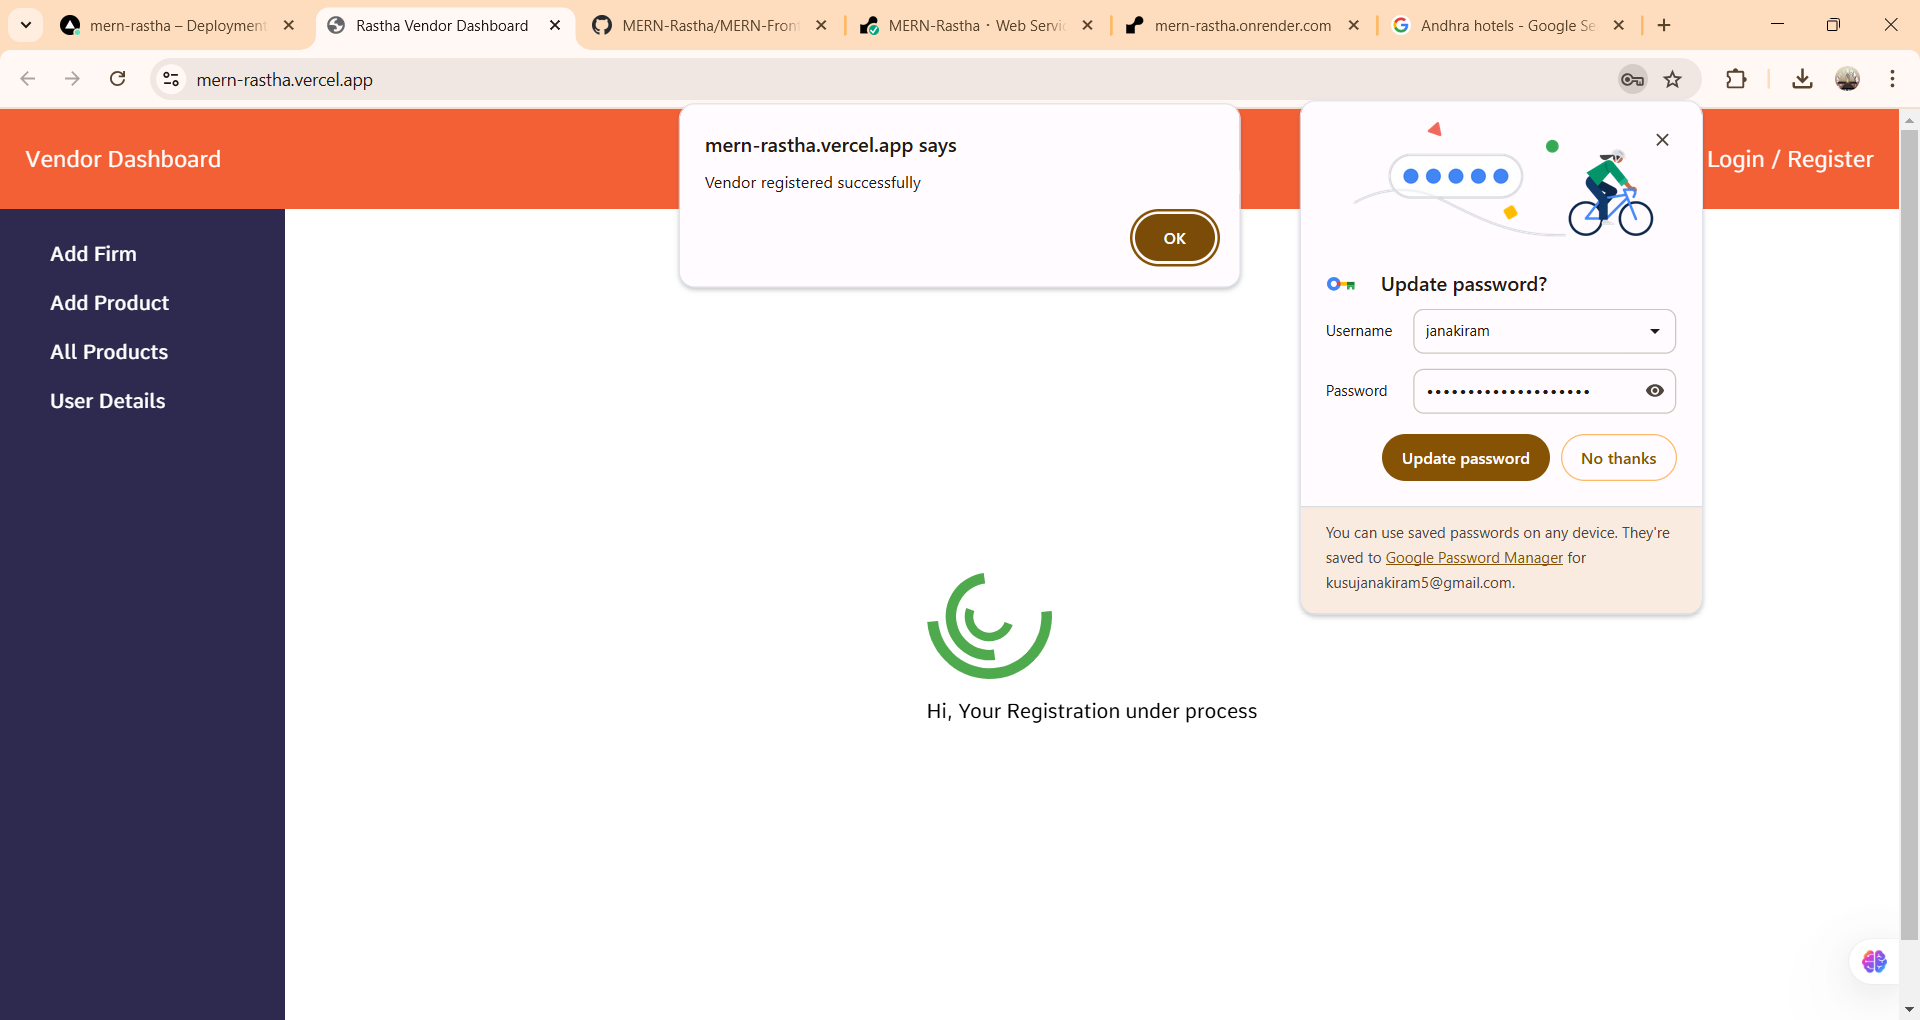 mern-rastha – Deployment
Rastha Vendor Dashboard
MERN-Rastha/MERN-Fron
MERN-Rastha · Web Servic
mern-rastha.onrender.com
Andhra hotels - Google Se
mern-rastha.vercel.app
Vendor Dashboard
Login / Register
mern-rastha.vercel.app says
Vendor registered successfully
OK
Add Firm
Add Product
All Products
User Details
Update password?
Username
janakiram
Password
••••••••••••••••••••
Update password
No thanks
You can use saved passwords on any device. They're
saved to Google Password Manager for
kusujanakiram5@gmail.com.
Hi, Your Registration under process